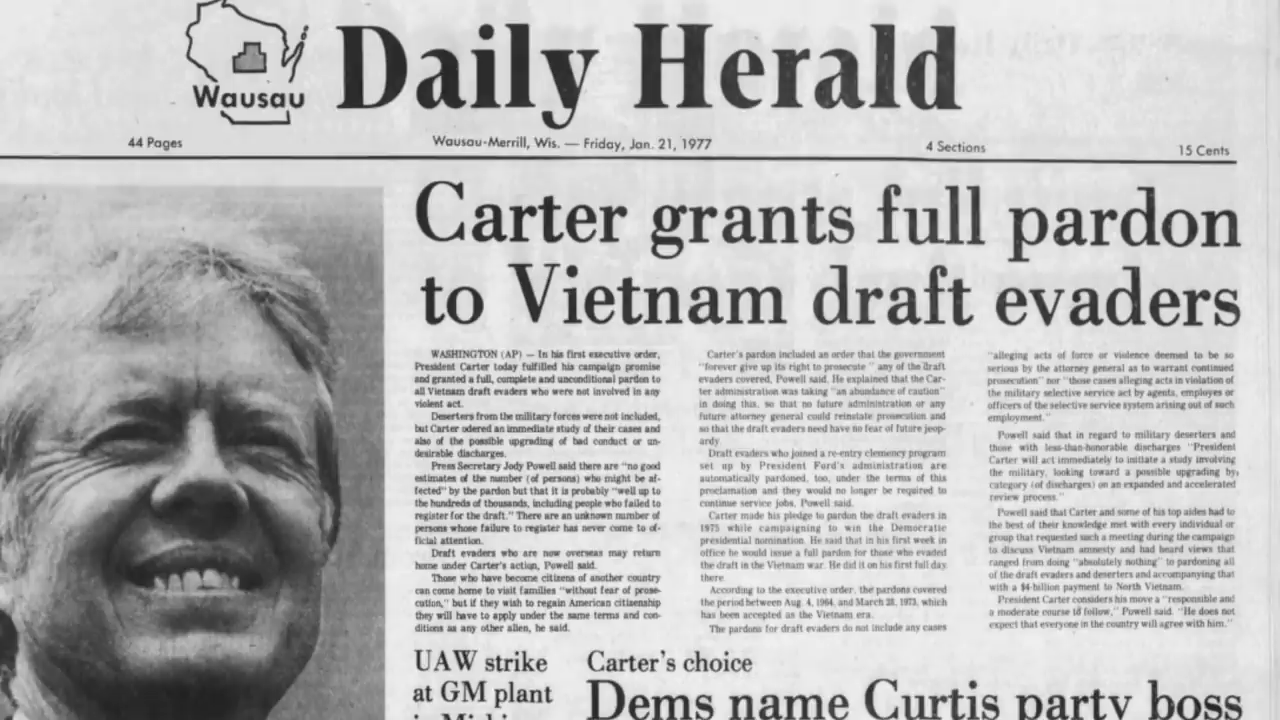 Wausau
Daily Herald
44 Pages
Wausau-Merrill, Wis. — Friday, Jan. 21, 1977
4 Sections
15 Cents
Carter grants full pardon
to Vietnam draft evaders
WASHINGTON (AP) — In his first executive order,
President Carter today fulfilled his campaign promise
and granted a full, complete and unconditional pardon to
all Vietnam draft evaders who were not involved in any
violent act.
Deserters from the military forces were not included,
but Carter odered an immediate study of their cases and
also of the possible upgrading of bad conduct or un-
desirable discharges.
Press Secretary Jody Powell said there are "no good
estimates of the number (of persons) who might be af-
fected" by the pardon but that it is probably "well up to
the hundreds of thousands, including people who failed to
register for the draft." There are an unknown number of
persons whose failure to register has never come to of-
ficial attention.
Draft evaders who are now overseas may return
home under Carter's action, Powell said.
Those who have become citizens of another country
can come home to visit families "without fear of prose-
cution," but if they wish to regain American citizenship
they will have to apply under the same terms and con-
ditions as any other alien, he said.
Carter's pardon included an order that the government
"forever give up its right to prosecute" any of the draft
evaders covered, Powell said. He explained that the Car-
ter administration was taking "an abundance of caution"
in doing this, so that no future administration or any
future attorney general could reinstate prosecution and
so that the draft evaders need have no fear of future jeop-
ardy.
Draft evaders who joined a re-entry clemency program
set up by President Ford's administration are
automatically pardoned, too, under the terms of this
proclamation and they would no longer be required to
continue service jobs, Powell said.
Carter made his pledge to pardon the draft evaders in
1975 while campaigning to win the Democratic
presidential nomination. He said that in his first week in
office he would issue a full pardon for those who evaded
the draft in the Vietnam war. He did it on his first full day
there.
According to the executive order, the pardons covered
the period between Aug. 4, 1964, and March 28, 1973, which
has been accepted as the Vietnam era.
The pardons for draft evaders do not include any cases
"alleging acts of force or violence deemed to be so
serious by the attorney general as to warrant continued
prosecution" nor "those cases alleging acts in violation of
the military selective service act by agents, employes or
officers of the selective service system arising out of such
employment."
Powell said that in regard to military deserters and
those with less-than-honorable discharges "President
Carter will act immediately to initiate a study involving
the military, looking toward a possible upgrading by
category (of discharges) on an expanded and accelerated
review process."
Powell said that Carter and some of his top aides had to
the best of their knowledge met with every individual or
group that requested such a meeting during the campaign
to discuss Vietnam amnesty and had heard views that
ranged from doing "absolutely nothing" to pardoning all
of the draft evaders and deserters and accompanying that
with a $4-billion payment to North Vietnam.
President Carter considers his move a "responsible and
a moderate course to follow," Powell said. "He does not
expect that everyone in the country will agree with him."
UAW strike
at GM plant
Carter's choice
Dems name Curtis party boss